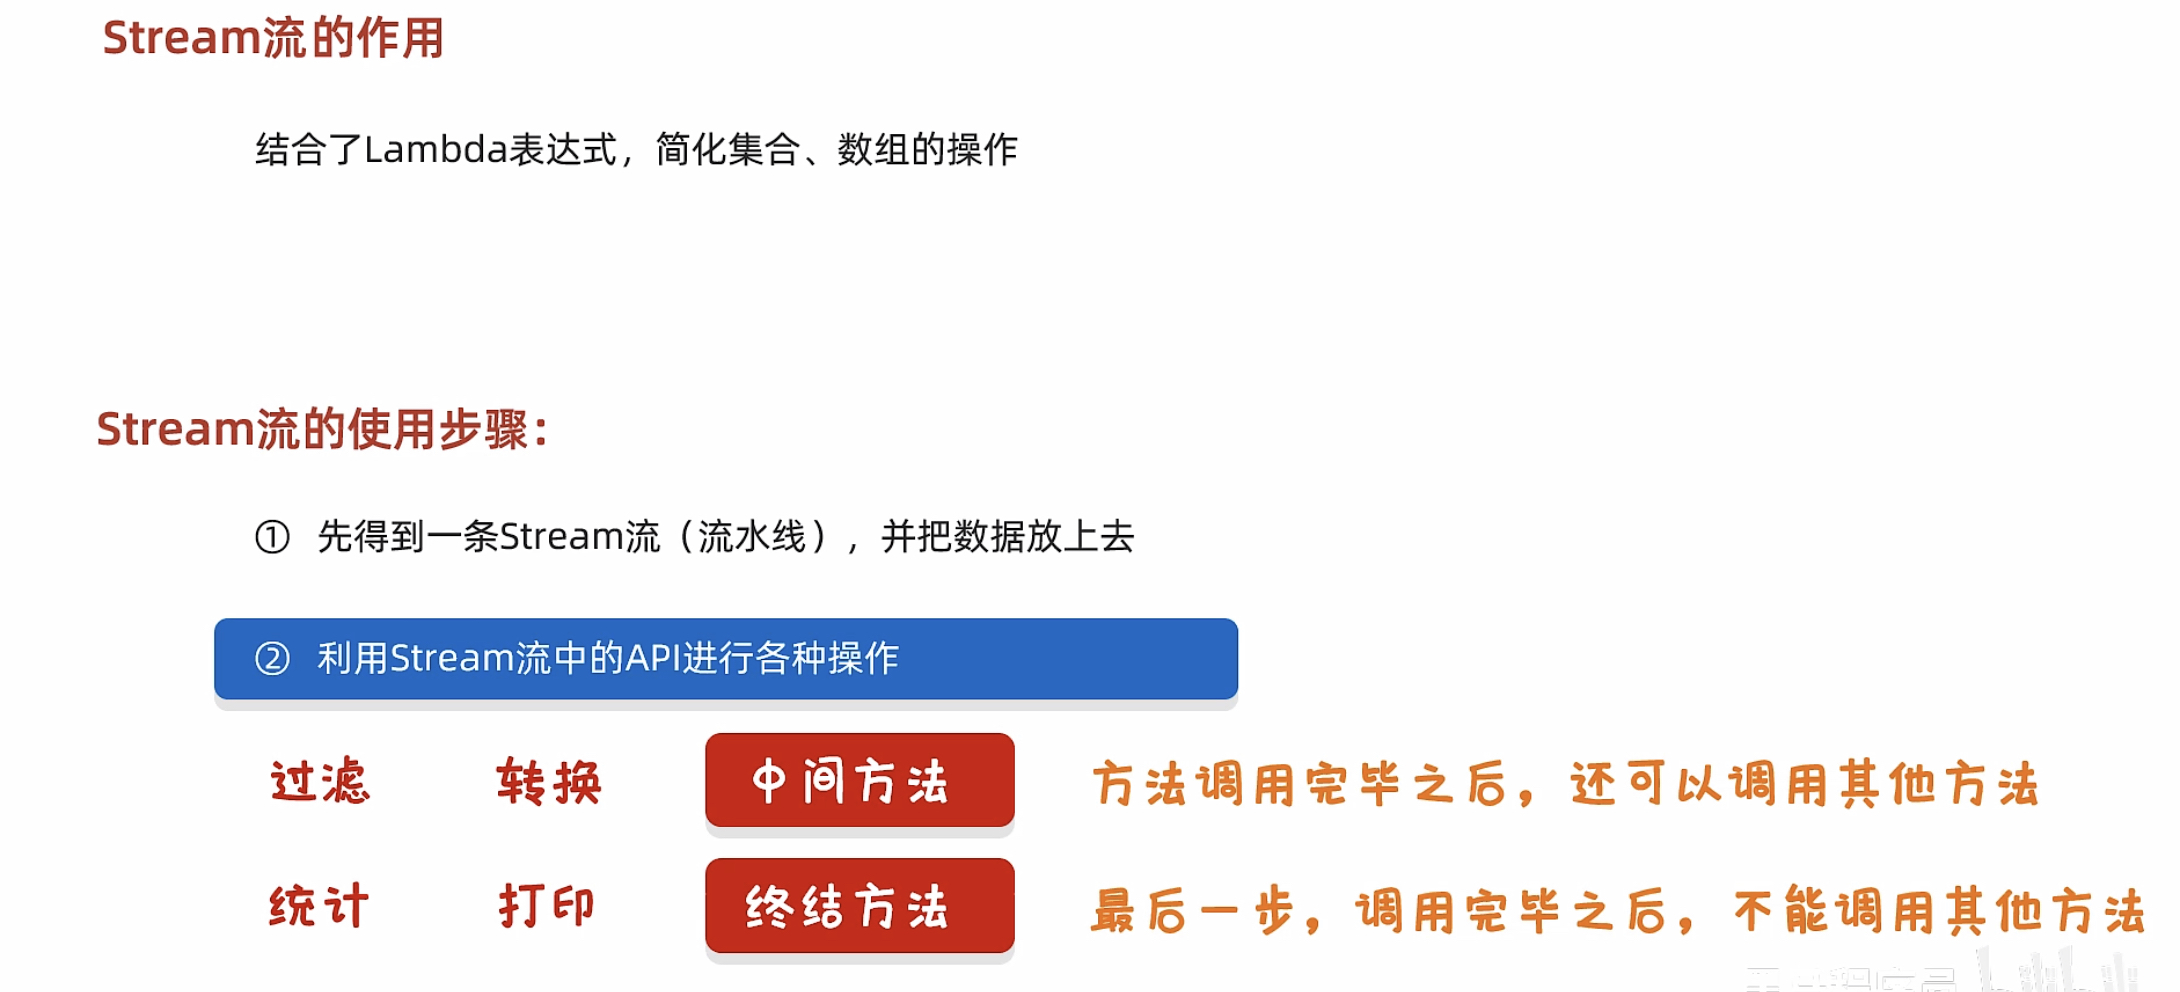 Stream流的作用
结合了Lambda表达式，简化集合、数组的操作
Stream流的使用步骤：
① 先得到一条Stream流（流水线），并把数据放上去
② 利用Stream流中的API进行各种操作
过滤 转换 中间方法 方法调用完毕之后，还可以调用其他方法
统计 打印 终结方法 最后一步，调用完毕之后，不能调用其他方法